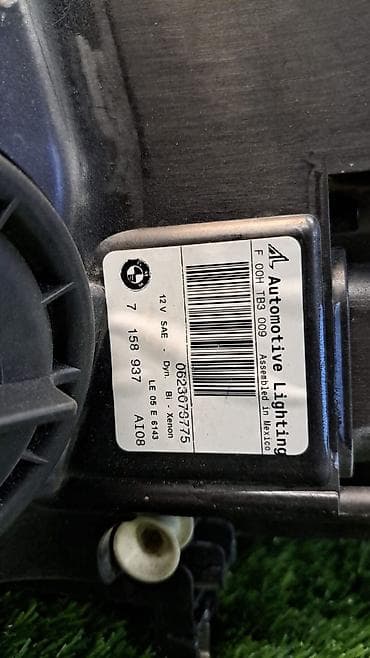 Automotive Lighting
F 00H TB3 009 Assembled in Mexico
0623679775
12 V SAE - Dyn. Bi - Xenon
LE 05 E 6143
7 158 937 AI08